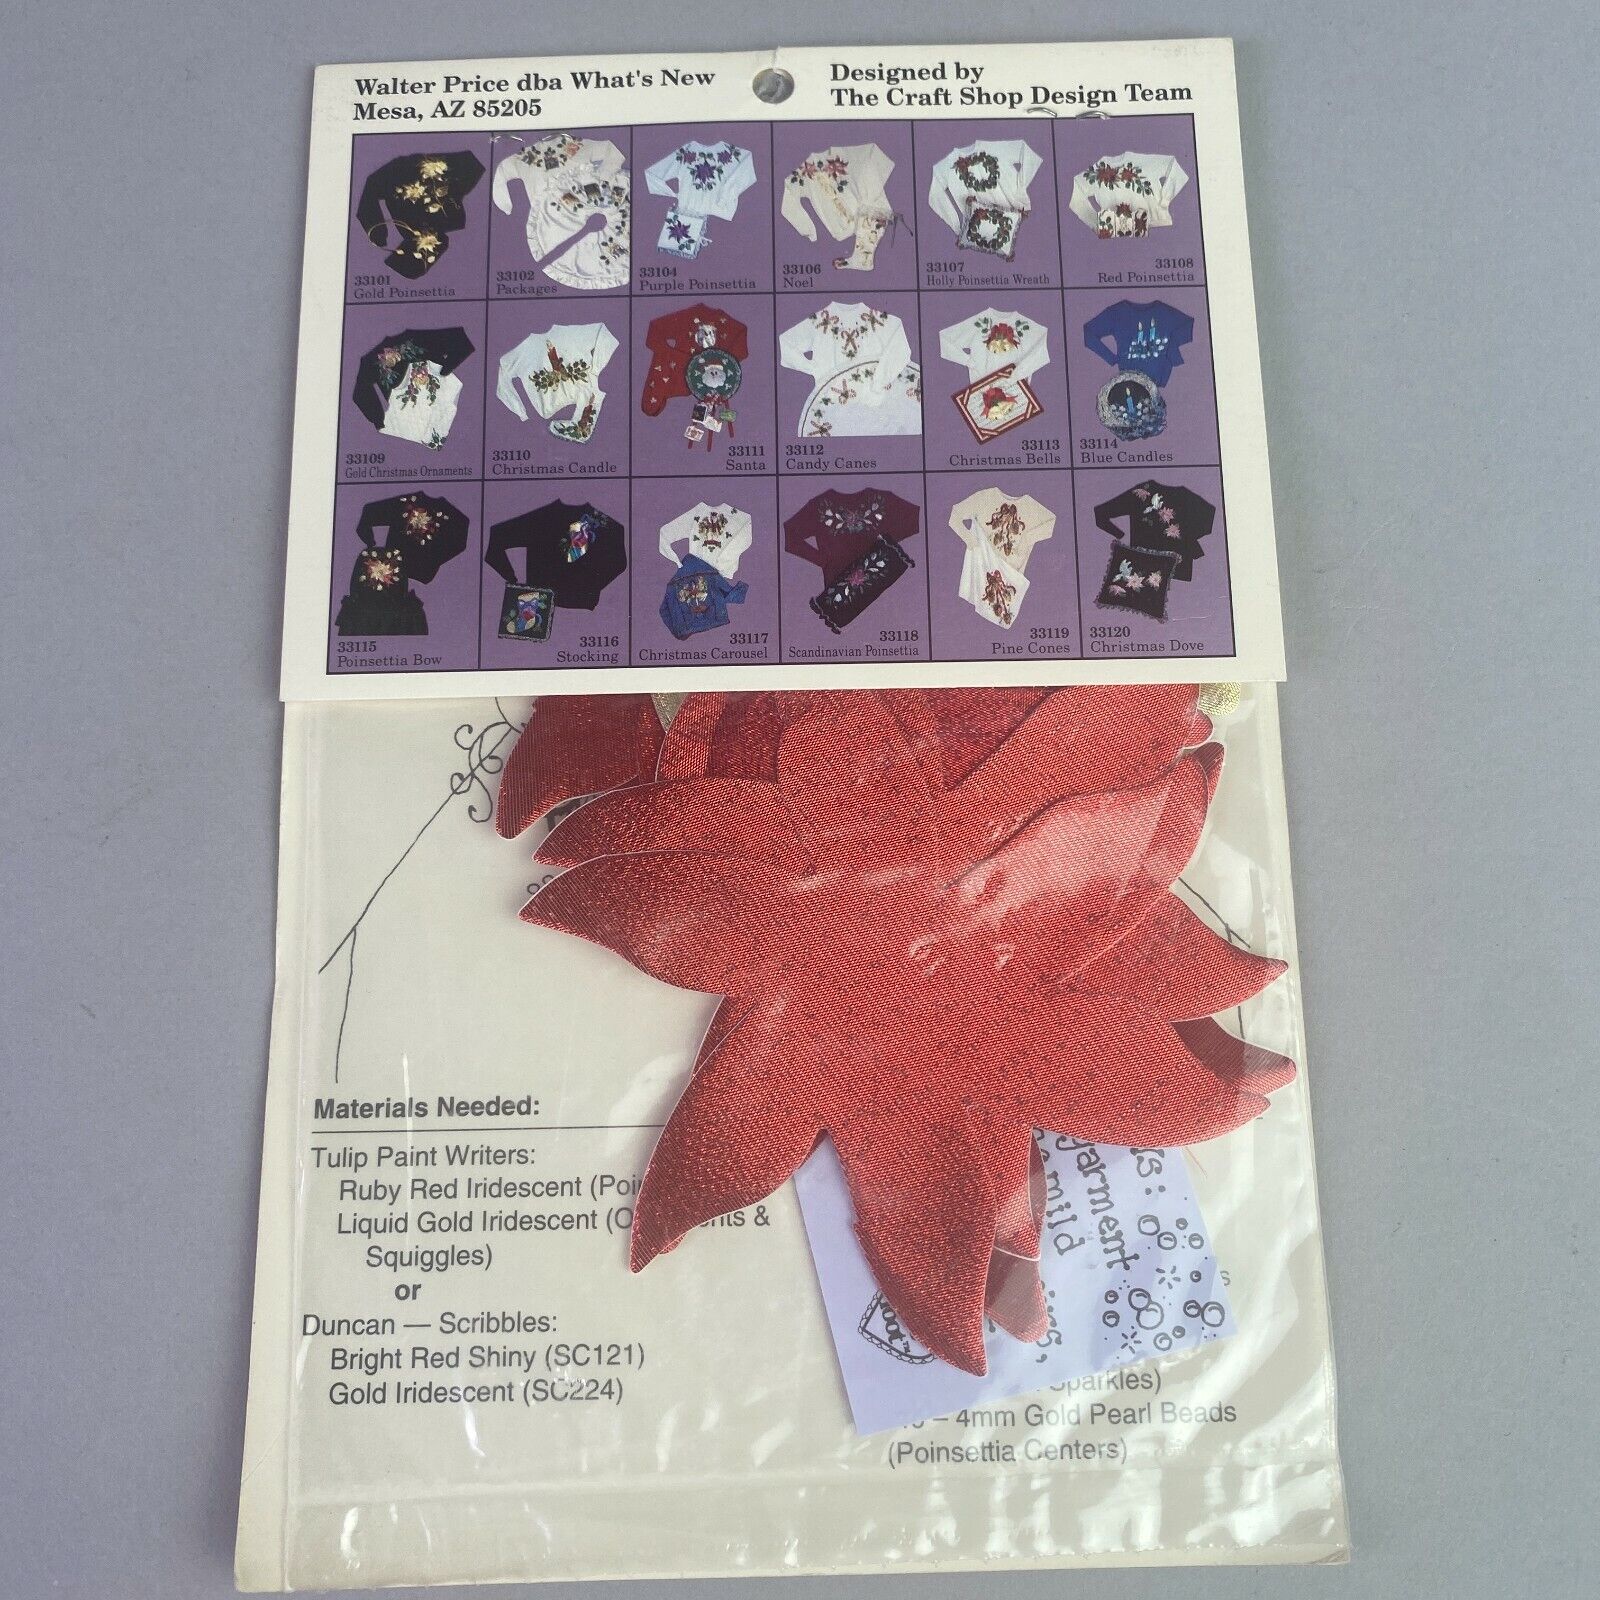 Walter Price dba What's New
Mesa, AZ 85205
Designed by
The Craft Shop Design Team
33101
Gold Poinsettia
33102
Packages
33104
Purple Poinsettia
33106
Noel
33107
Holly Poinsettia Wreath
33108
Red Poinsettia
33109
Gold Christmas Ornaments
33110
Christmas Candle
33111
Santa
33112
Candy Canes
33113
Christmas Bells
33114
Blue Candles
33115
Poinsettia Bow
33116
Stocking
33117
Christmas Carousel
33118
Scandinavian Poinsettia
33119
Pine Cones
33120
Christmas Dove
Materials Needed:
Tulip Paint Writers:
Ruby Red Iridescent (Poi
Liquid Gold Iridescent (O ents &
Squiggles)
or
Duncan — Scribbles:
Bright Red Shiny (SC121)
Gold Iridescent (SC224)
garment
mild
Sparkles)
– 4mm Gold Pearl Beads
(Poinsettia Centers)